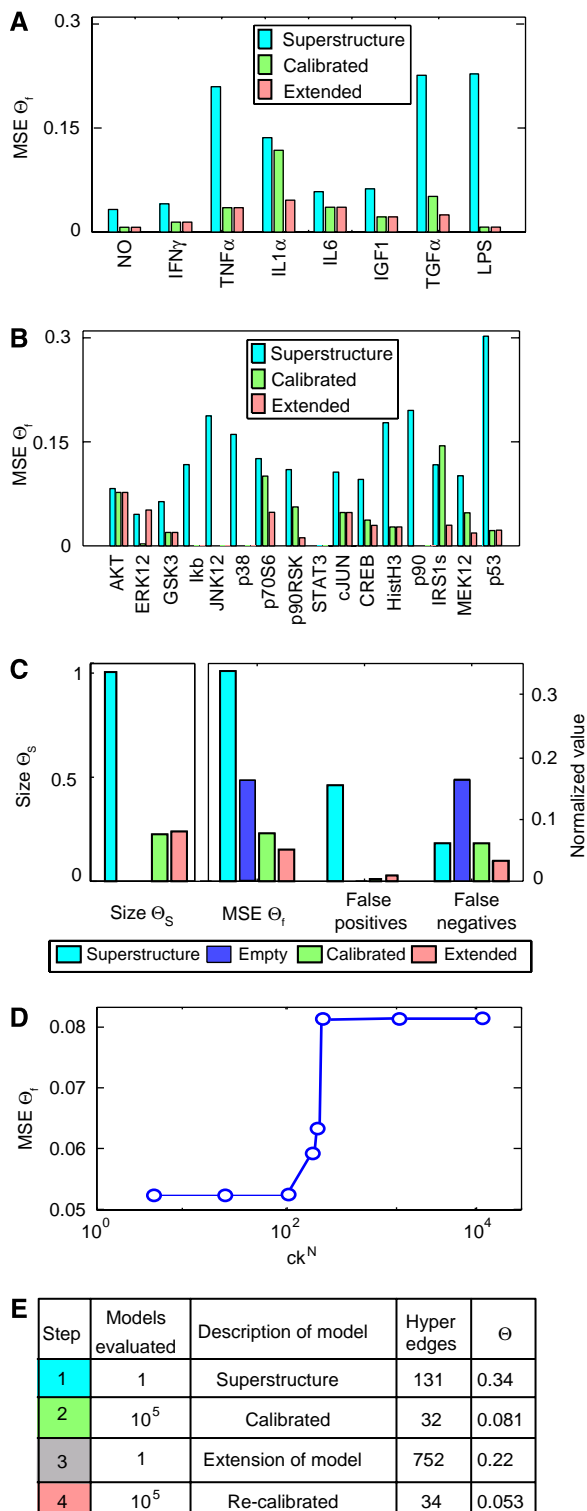 A
0.3
0.15
0
MSE Θf
Superstructure
Calibrated
Extended
NO
IFNγ
TNFα
IL1α
IL6
IGF1
TGFα
LPS
B
0.3
0.15
0
MSE Θf
Superstructure
Calibrated
Extended
AKT
ERK12
GSK3
Ikb
JNK12
p38
p70S6
p90RSK
STAT3
cJUN
CREB
HistH3
p90
IRS1s
MEK12
p53
C
1
0.5
0
Size ΘS
0.3
0.2
0.1
0
Normalized value
Size ΘS
MSE Θf
False positives
False negatives
Superstructure Empty Calibrated Extended
D
0.08
0.07
0.06
0.05
MSE Θf
10^0 10^2 10^4
ck^N
E
Step Models evaluated Description of model Hyper edges Θ
1 1 Superstructure 131 0.34
2 10^5 Calibrated 32 0.081
3 1 Extension of model 752 0.22
4 10^5 Re-calibrated 34 0.053